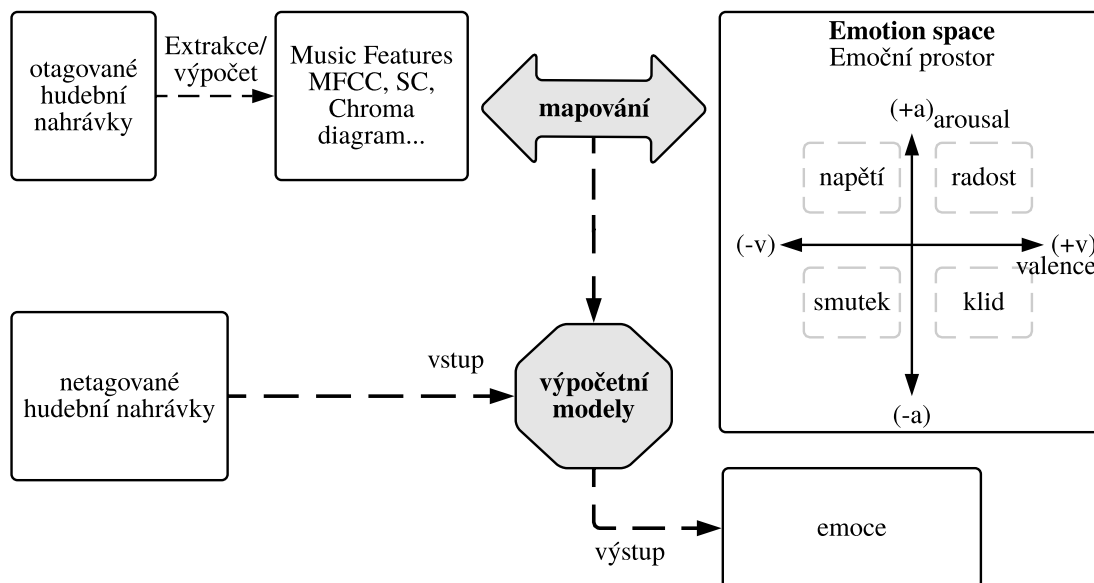 otagované
hudební
nahrávky
Extrakce/
výpočet
Music Features
MFCC, SC,
Chroma
diagram...
mapování
Emotion space
Emoční prostor
(+a)
arousal
napětí
radost
(-v)
(+v)
valence
smutek
klid
(-a)
netagované
hudební nahrávky
vstup
výpočetní
modely
výstup
emoce